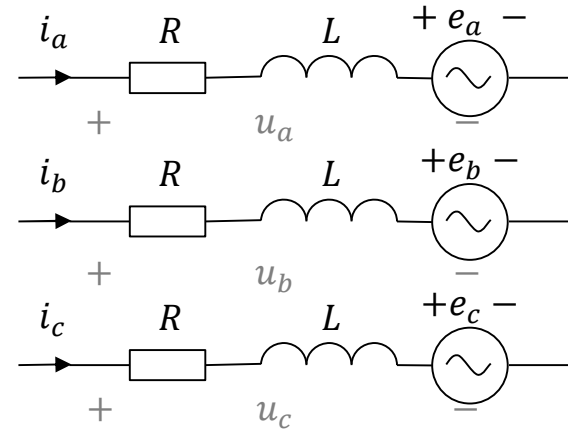 i_a R L + e_a −
+ u_a −
i_b R L +e_b −
+ u_b −
i_c R L +e_c −
+ u_c −